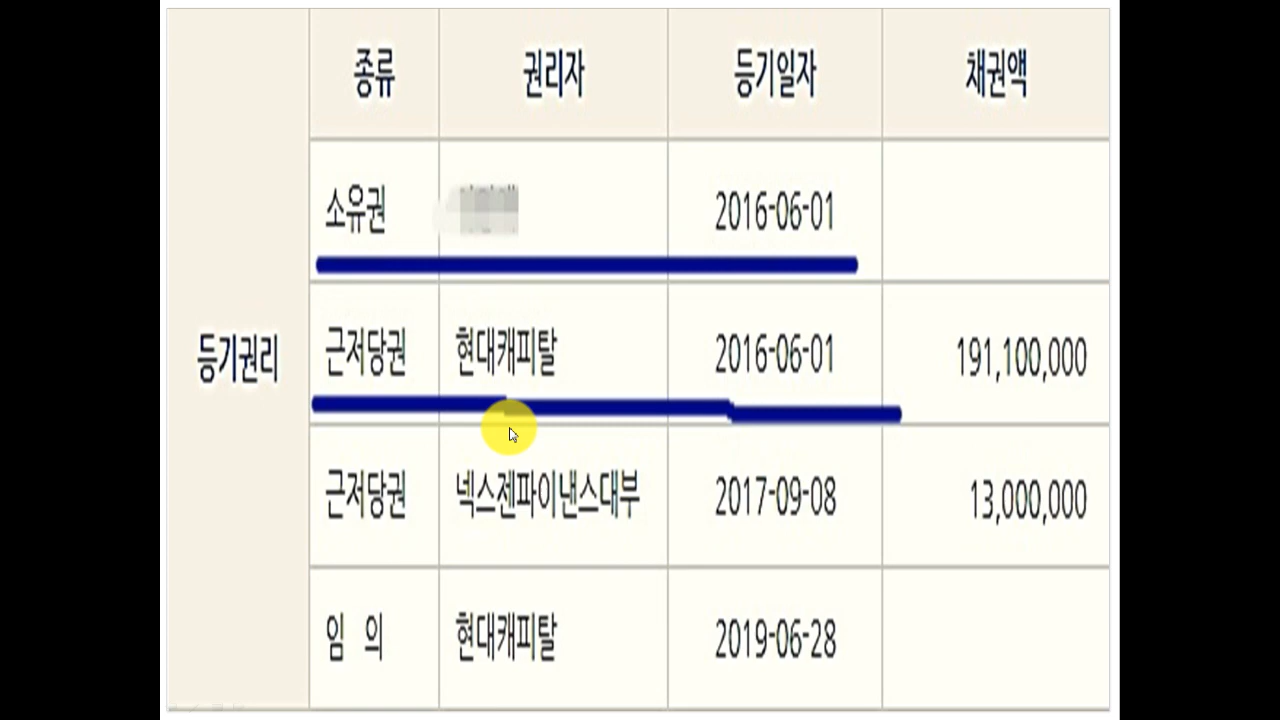 종류 권리자 등기일자 채권액
소유권 2016-06-01
등기권리
근저당권 현대캐피탈 2016-06-01 191,100,000
근저당권 넥스젠파이낸스대부 2017-09-08 13,000,000
임 의 현대캐피탈 2019-06-28